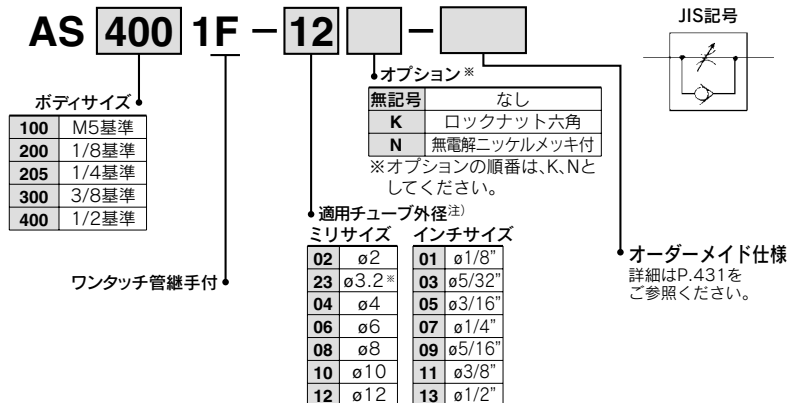 AS 400 1F － 12 －
JIS記号
ボディサイズ
100 M5基準
200 1/8基準
205 1/4基準
300 3/8基準
400 1/2基準
ワンタッチ管継手付
オプション※
無記号 なし
K ロックナット六角
N 無電解ニッケルメッキ付
※オプションの順番は、K、Nと
してください。
適用チューブ外径注)
ミリサイズ
02 ø2
23 ø3.2※
04 ø4
06 ø6
08 ø8
10 ø10
12 ø12
インチサイズ
01 ø1/8"
03 ø5/32"
05 ø3/16"
07 ø1/4"
09 ø5/16"
11 ø3/8"
13 ø1/2"
オーダーメイド仕様
詳細はP.431を
ご参照ください。